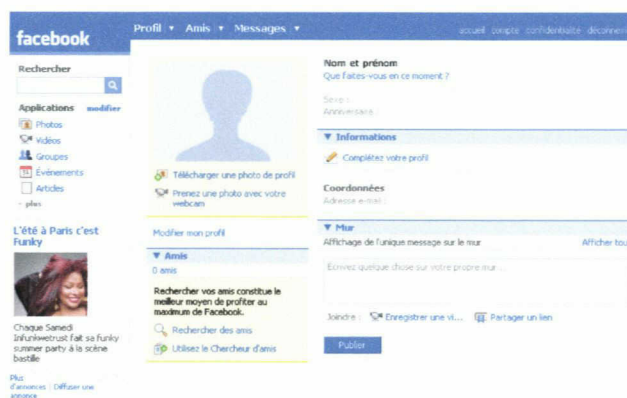 facebook
Profil Amis Messages
accueil compte confidentialité
Rechercher
Applications modifier
Photos
Vidéos
Groupes
31 Événements
Articles
plus
L'été à Paris c'est
Funky
Chaque Samedi
Infunkwetrust fait sa funky
summer party à la scène
bastille
Plus
d'annonces | Diffuser une
annonce
Télécharger une photo de profil
Prenez une photo avec votre
webcam
Modifier mon profil
Amis
0 amis
Rechercher vos amis constitue le
meilleur moyen de profiter au
maximum de Facebook.
Rechercher des amis
Utilisez le Chercheur d'amis
Nom et prénom
Que faites-vous en ce moment ?
Sexe :
Anniversaire :
Informations
Complétez votre profil
Coordonnées
Adresse e-mail :
Mur
Affichage de l'unique message sur le mur Afficher tou
Écrivez quelque chose sur votre propre mur...
Joindre : Enregistrer une vi... Partager un lien
Publier